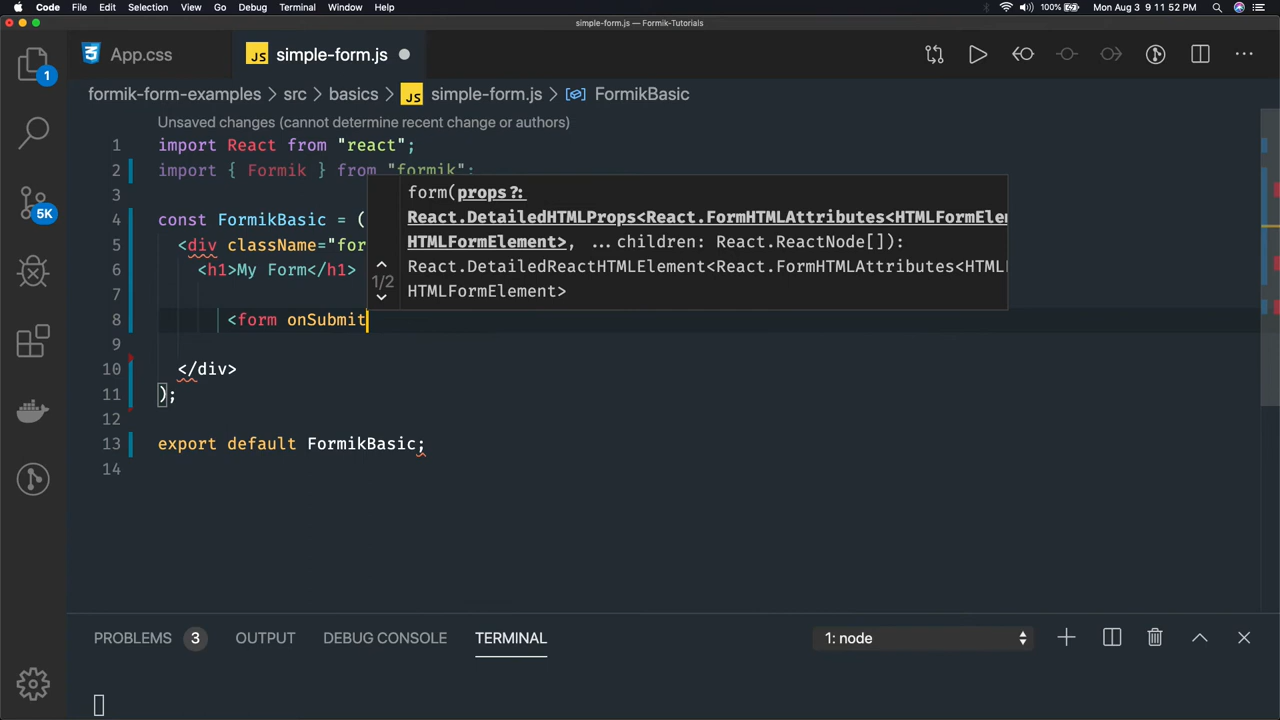 Code File Edit Selection View Go Debug Terminal Window Help 100% Mon Aug 3 9 11 52 PM
simple-form.js — Formik-Tutorials
App.css JS simple-form.js
1
formik-form-examples > src > basics > JS simple-form.js > FormikBasic
Unsaved changes (cannot determine recent change or authors)
1 import React from "react";
2 import { Formik } from "formik";
3
form(props?:
4 const FormikBasic = (
React.DetailedHTMLProps<React.FormHTMLAttributes<HTMLFormElem
5 <div className="for
HTMLFormElement>, ...children: React.ReactNode[]):
6 <h1>My Form</h1>
React.DetailedReactHTMLElement<React.FormHTMLAttributes<HTML
1/2
7
HTMLFormElement>
8 <form onSubmit
9
10 </div>
11 );
12
13 export default FormikBasic;
14
5K
PROBLEMS 3 OUTPUT DEBUG CONSOLE TERMINAL 1: node